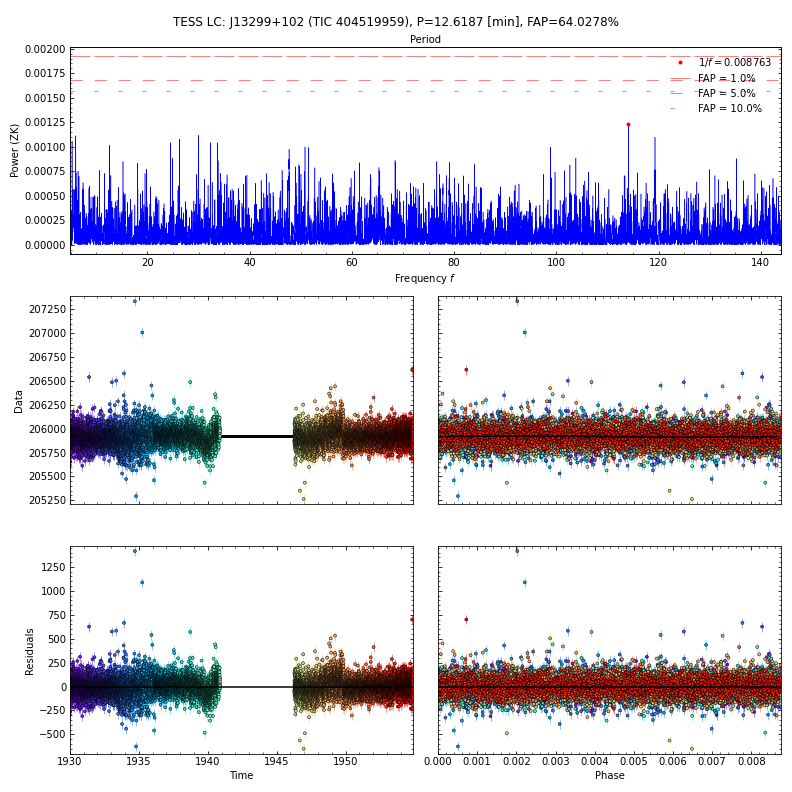 TESS LC: J13299+102 (TIC 404519959), P=12.6187 [min], FAP=64.0278%
Period
0.00200
0.00175
0.00150
0.00125
0.00100
0.00075
0.00050
0.00025
0.00000
Power (ZK)
1/f = 0.008763
FAP = 1.0%
FAP = 5.0%
FAP = 10.0%
20 40 60 80 100 120 140
Frequency f
207250
207000
206750
206500
206250
206000
205750
205500
205250
Data
1250
1000
750
500
250
0
−250
−500
Residuals
1930 1935 1940 1945 1950
Time
0.000 0.001 0.002 0.003 0.004 0.005 0.006 0.007 0.008
Phase